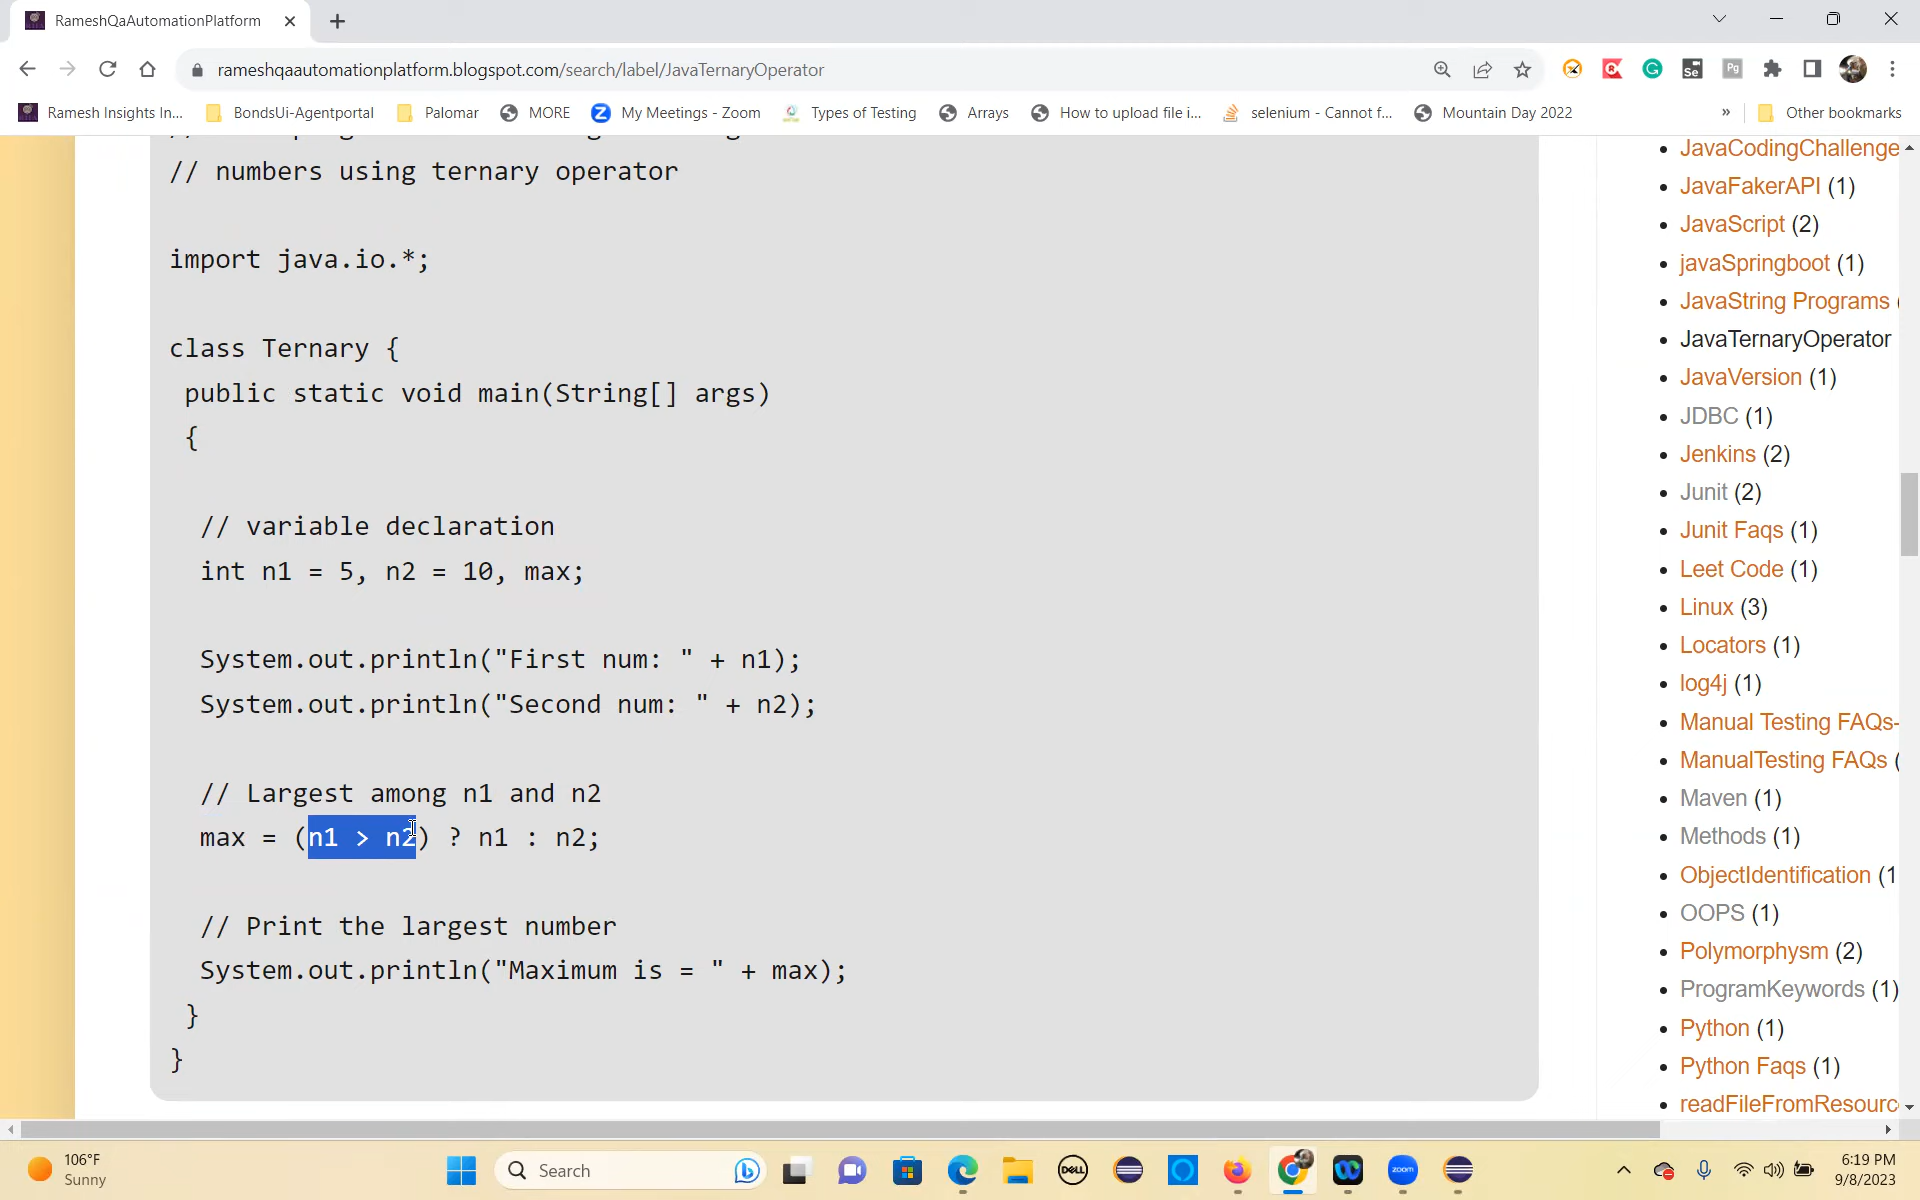 RameshQaAutomationPlatform
rameshqaautomationplatform.blogspot.com/search/label/JavaTernaryOperator
Ramesh Insights In...
BondsUi-Agentportal
Palomar
MORE
My Meetings - Zoom
Types of Testing
Arrays
How to upload file i...
selenium - Cannot f...
Mountain Day 2022
»
Other bookmarks
// numbers using ternary operator
import java.io.*;
class Ternary {
public static void main(String[] args)
{
// variable declaration
int n1 = 5, n2 = 10, max;
System.out.println("First num: " + n1);
System.out.println("Second num: " + n2);
// Largest among n1 and n2
max = (n1 > n2) ? n1 : n2;
// Print the largest number
System.out.println("Maximum is = " + max);
}
}
JavaCodingChallenge
JavaFakerAPI (1)
JavaScript (2)
javaSpringboot (1)
JavaString Programs (
JavaTernaryOperator
JavaVersion (1)
JDBC (1)
Jenkins (2)
Junit (2)
Junit Faqs (1)
Leet Code (1)
Linux (3)
Locators (1)
log4j (1)
Manual Testing FAQs-
ManualTesting FAQs (
Maven (1)
Methods (1)
ObjectIdentification (1
OOPS (1)
Polymorphysm (2)
ProgramKeywords (1)
Python (1)
Python Faqs (1)
readFileFromResourc
106°F
Sunny
Search
DELL
zoom
6:19 PM
9/8/2023